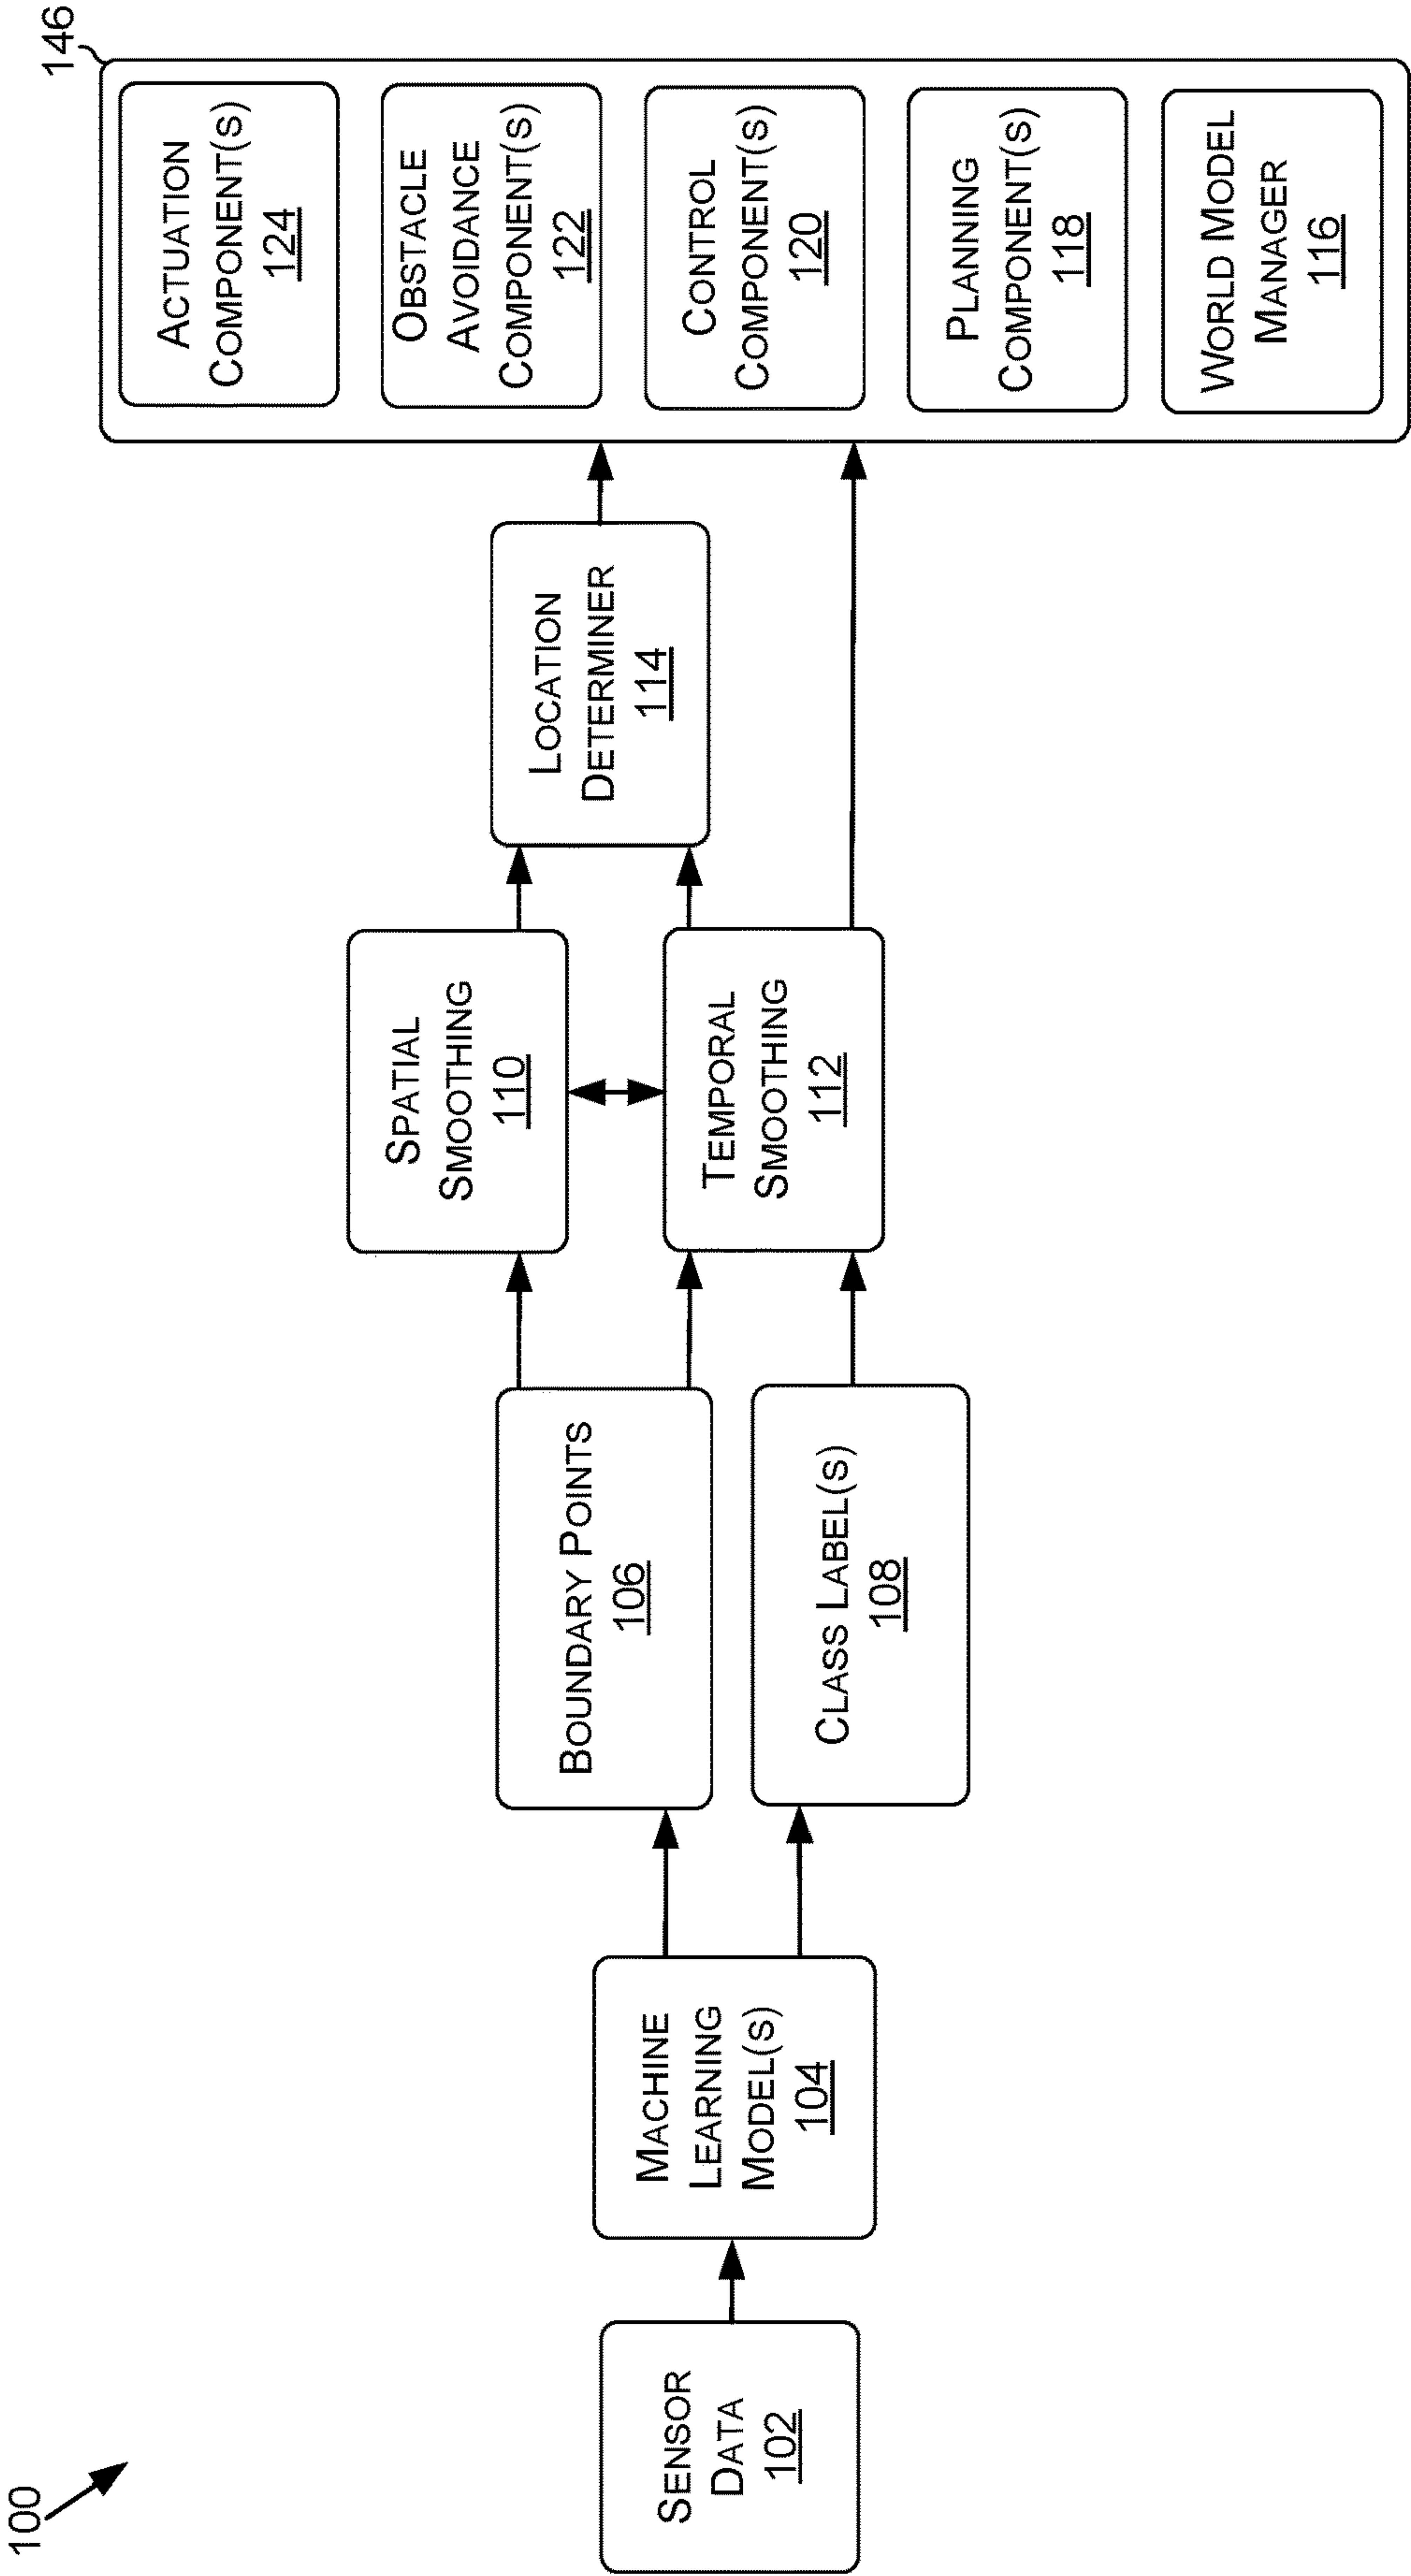 100
SENSOR
DATA
102
MACHINE
LEARNING
MODEL(S)
104
BOUNDARY POINTS
106
CLASS LABEL(S)
108
SPATIAL
SMOOTHING
110
TEMPORAL
SMOOTHING
112
LOCATION
DETERMINER
114
146
ACTUATION
COMPONENT(S)
124
OBSTACLE
AVOIDANCE
COMPONENT(S)
122
CONTROL
COMPONENT(S)
120
PLANNING
COMPONENT(S)
118
WORLD MODEL
MANAGER
116